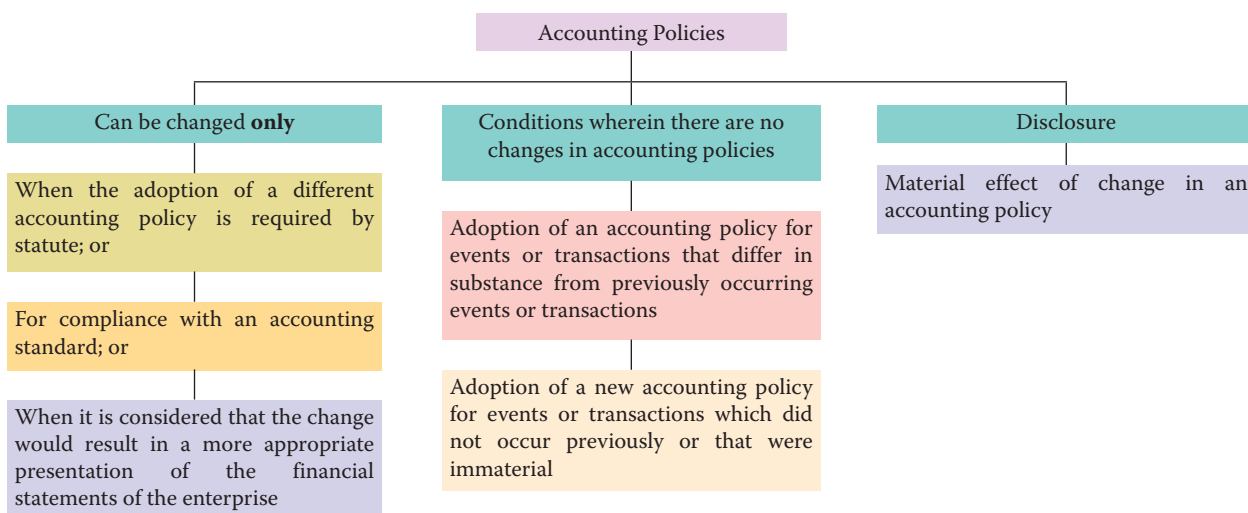 Accounting Policies
Can be changed only
When the adoption of a different
accounting policy is required by
statute; or
For compliance with an accounting
standard; or
When it is considered that the change
would result in a more appropriate
presentation of the financial
statements of the enterprise
Conditions wherein there are no
changes in accounting policies
Adoption of an accounting policy for
events or transactions that differ in
substance from previously occurring
events or transactions
Adoption of a new accounting policy
for events or transactions which did
not occur previously or that were
immaterial
Disclosure
Material effect of change in an
accounting policy